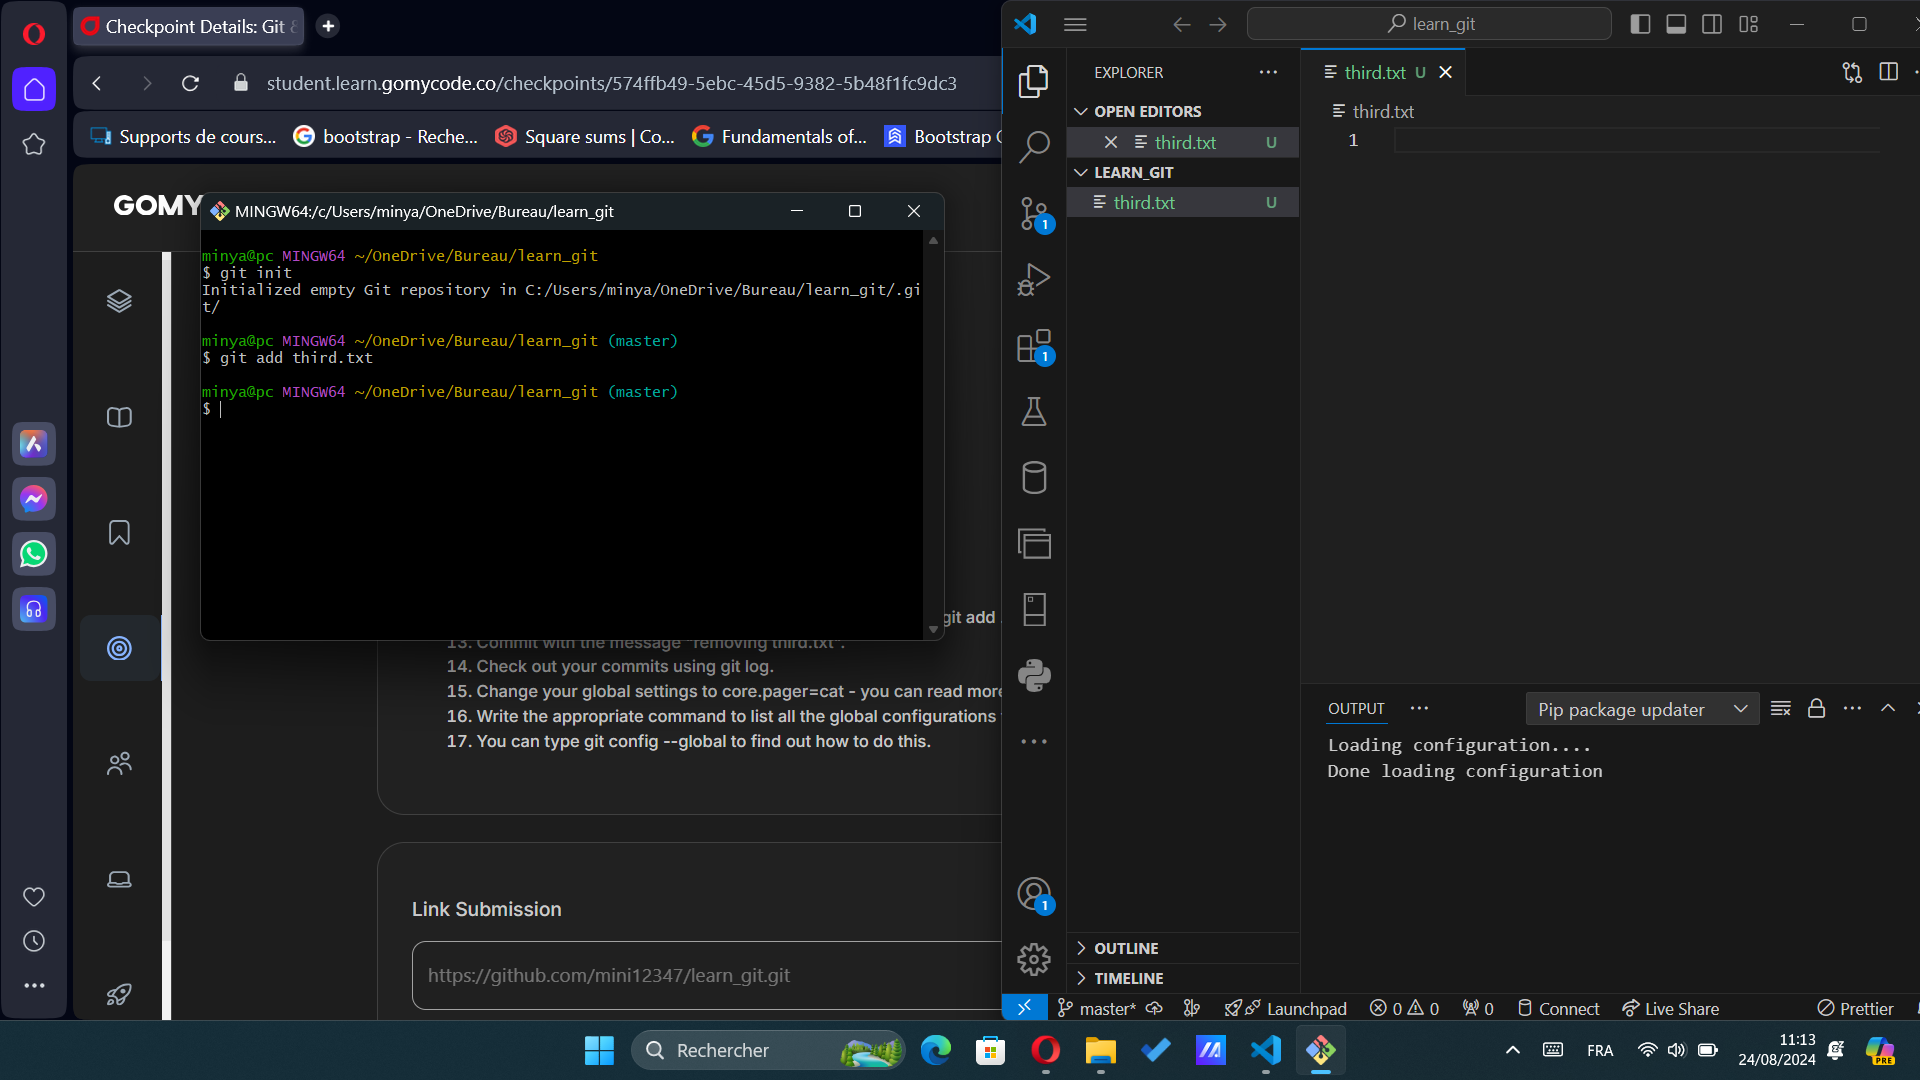 Checkpoint Details: Git &
student.learn.gomycode.co/checkpoints/574ffb49-5ebc-45d5-9382-5b48f1fc9dc3
Supports de cours...
bootstrap - Reche...
Square sums | Co...
Fundamentals of...
Bootstrap
GOMY
MINGW64:/c/Users/minya/OneDrive/Bureau/learn_git
minya@pc MINGW64 ~/OneDrive/Bureau/learn_git
$ git init
Initialized empty Git repository in C:/Users/minya/OneDrive/Bureau/learn_git/.gi
t/
minya@pc MINGW64 ~/OneDrive/Bureau/learn_git (master)
$ git add third.txt
minya@pc MINGW64 ~/OneDrive/Bureau/learn_git (master)
$
git add .
13. Commit with the message "removing third.txt".
14. Check out your commits using git log.
15. Change your global settings to core.pager=cat - you can read more
16. Write the appropriate command to list all the global configurations
17. You can type git config --global to find out how to do this.
Link Submission
https://github.com/mini12347/learn_git.git
learn_git
EXPLORER
OPEN EDITORS
third.txt U
LEARN_GIT
third.txt U
1
1
1
third.txt U
third.txt
1
OUTPUT
Pip package updater
Loading configuration....
Done loading configuration
OUTLINE
TIMELINE
master*
Launchpad
0
0
0
Connect
Live Share
Prettier
Rechercher
FRA
11:13
24/08/2024
PRE